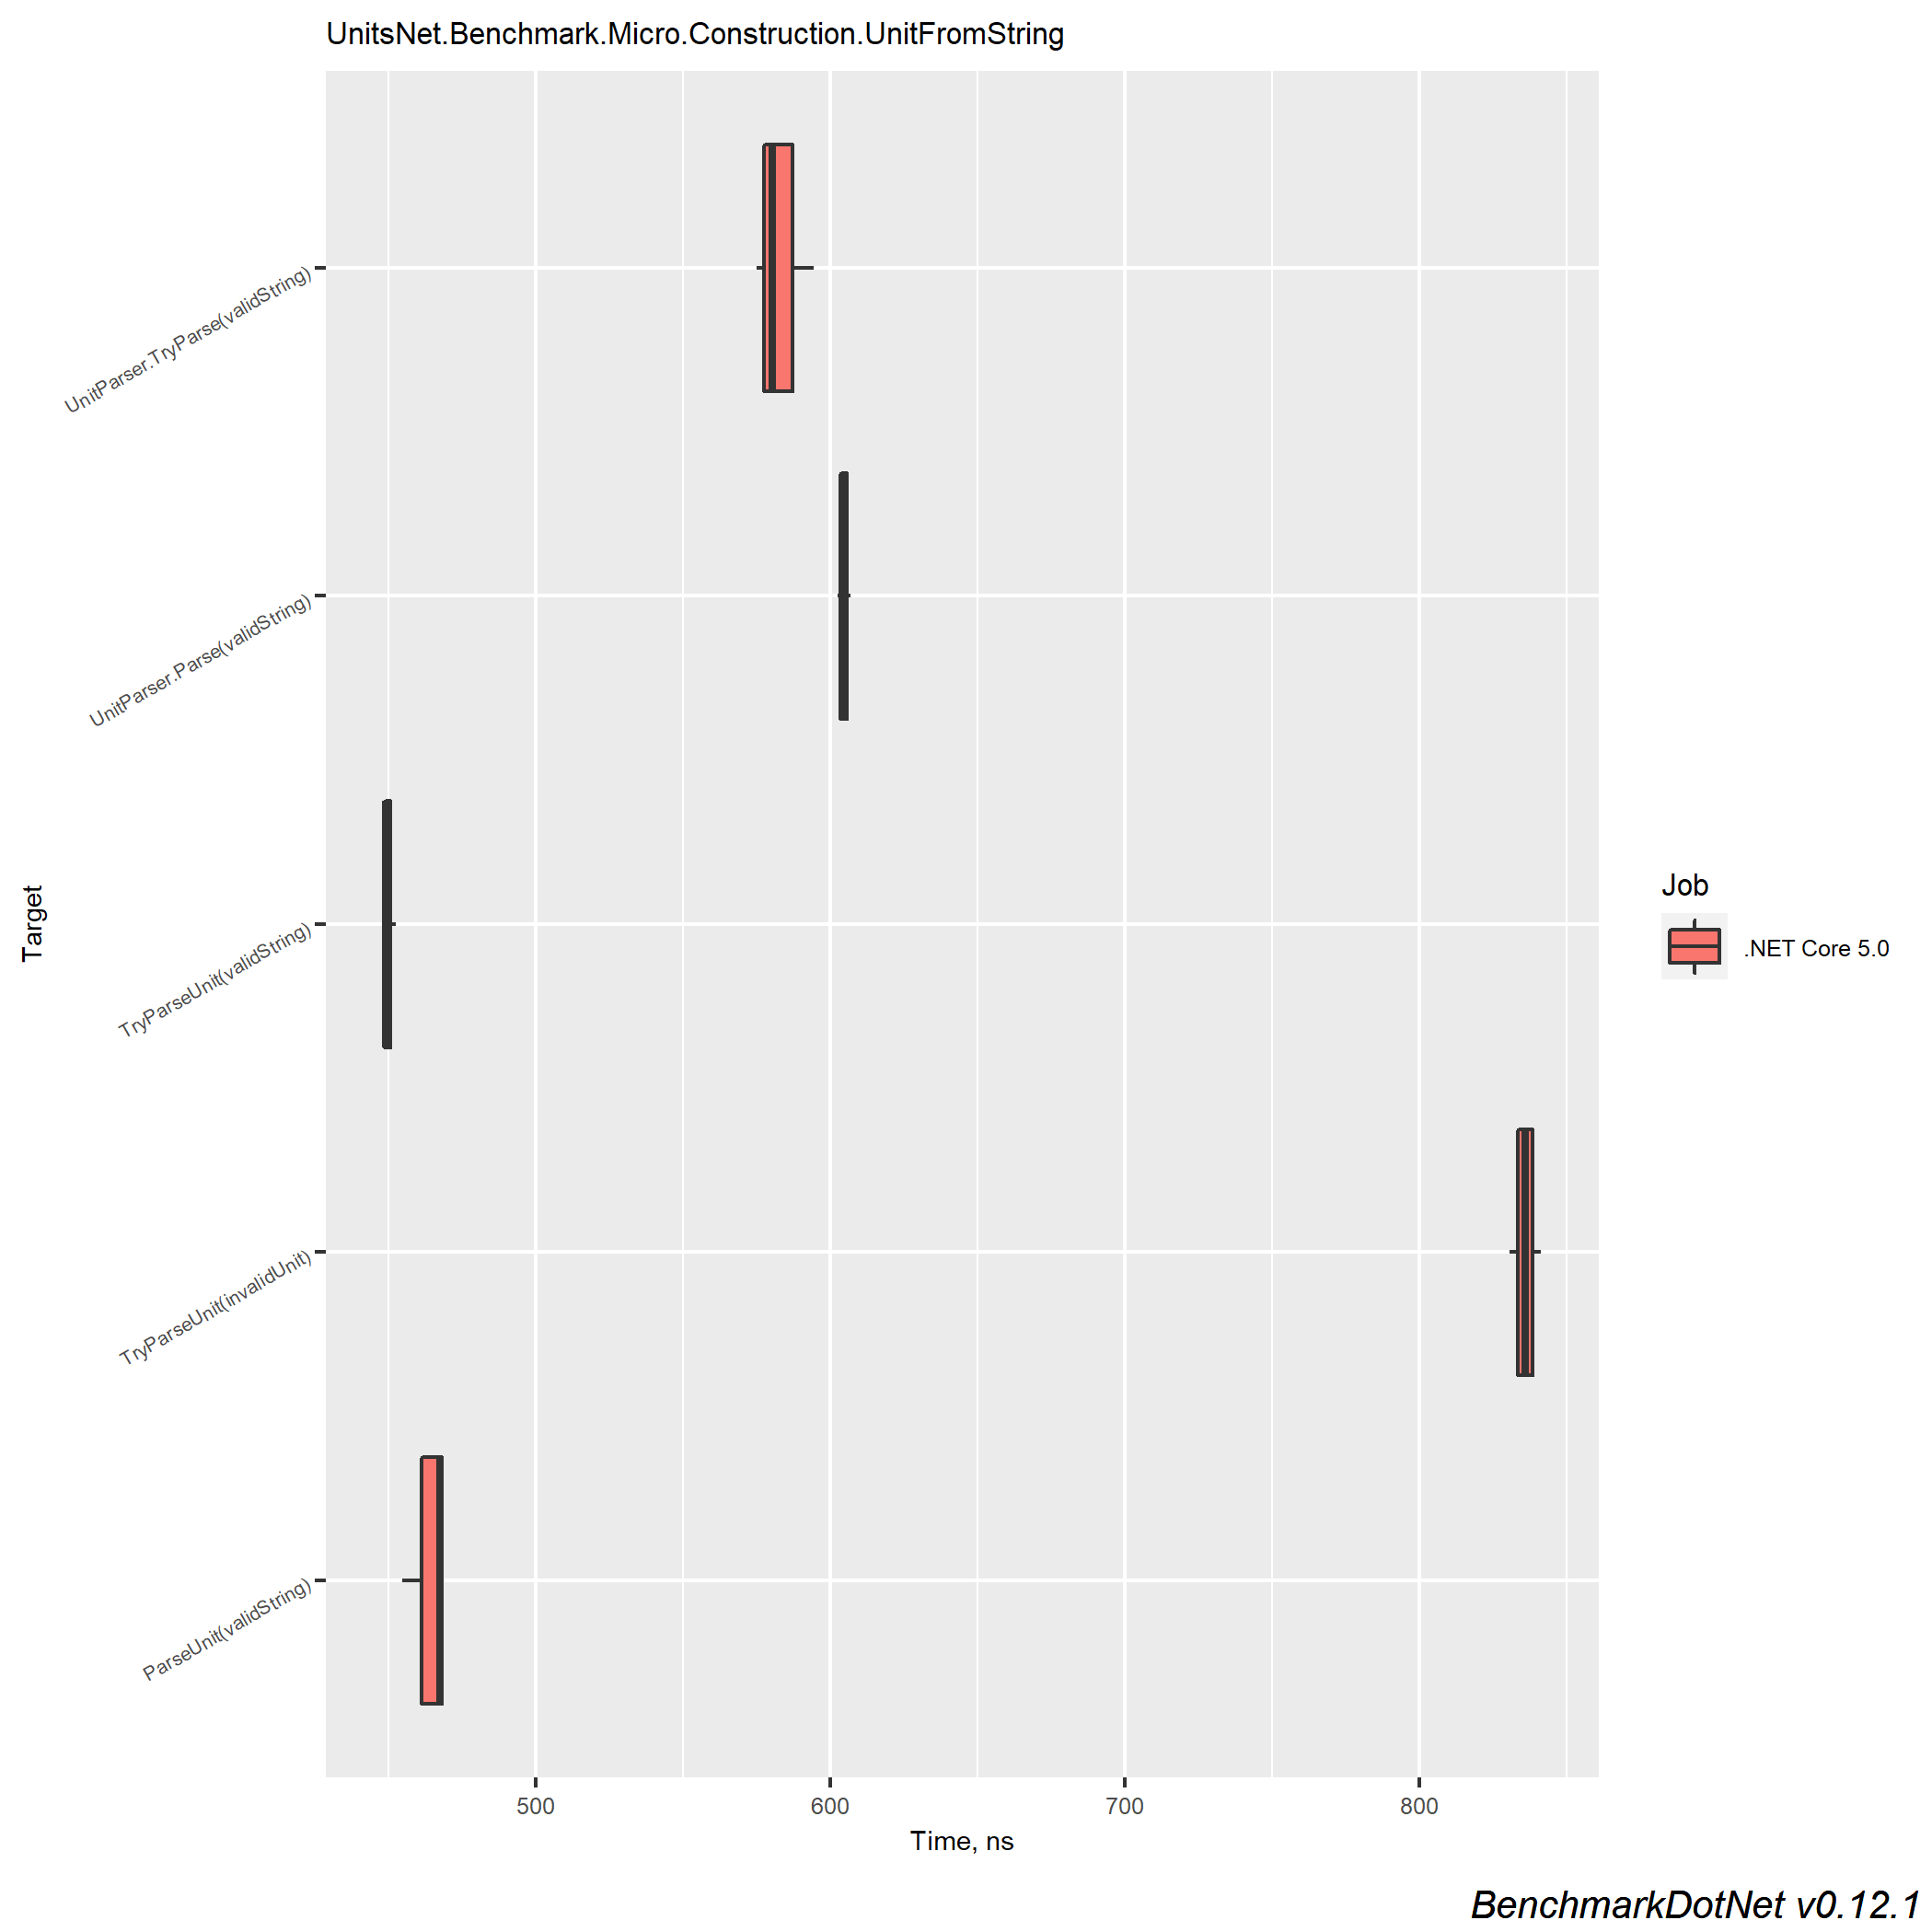 UnitsNet.Benchmark.Micro.Construction.UnitFromString
UnitParser.TryParse(validString)
UnitParser.Parse(validString)
TryParseUnit(validString)
TryParseUnit(invalidUnit)
ParseUnit(validString)
Target
500 600 700 800
Time, ns
Job
.NET Core 5.0
BenchmarkDotNet v0.12.1